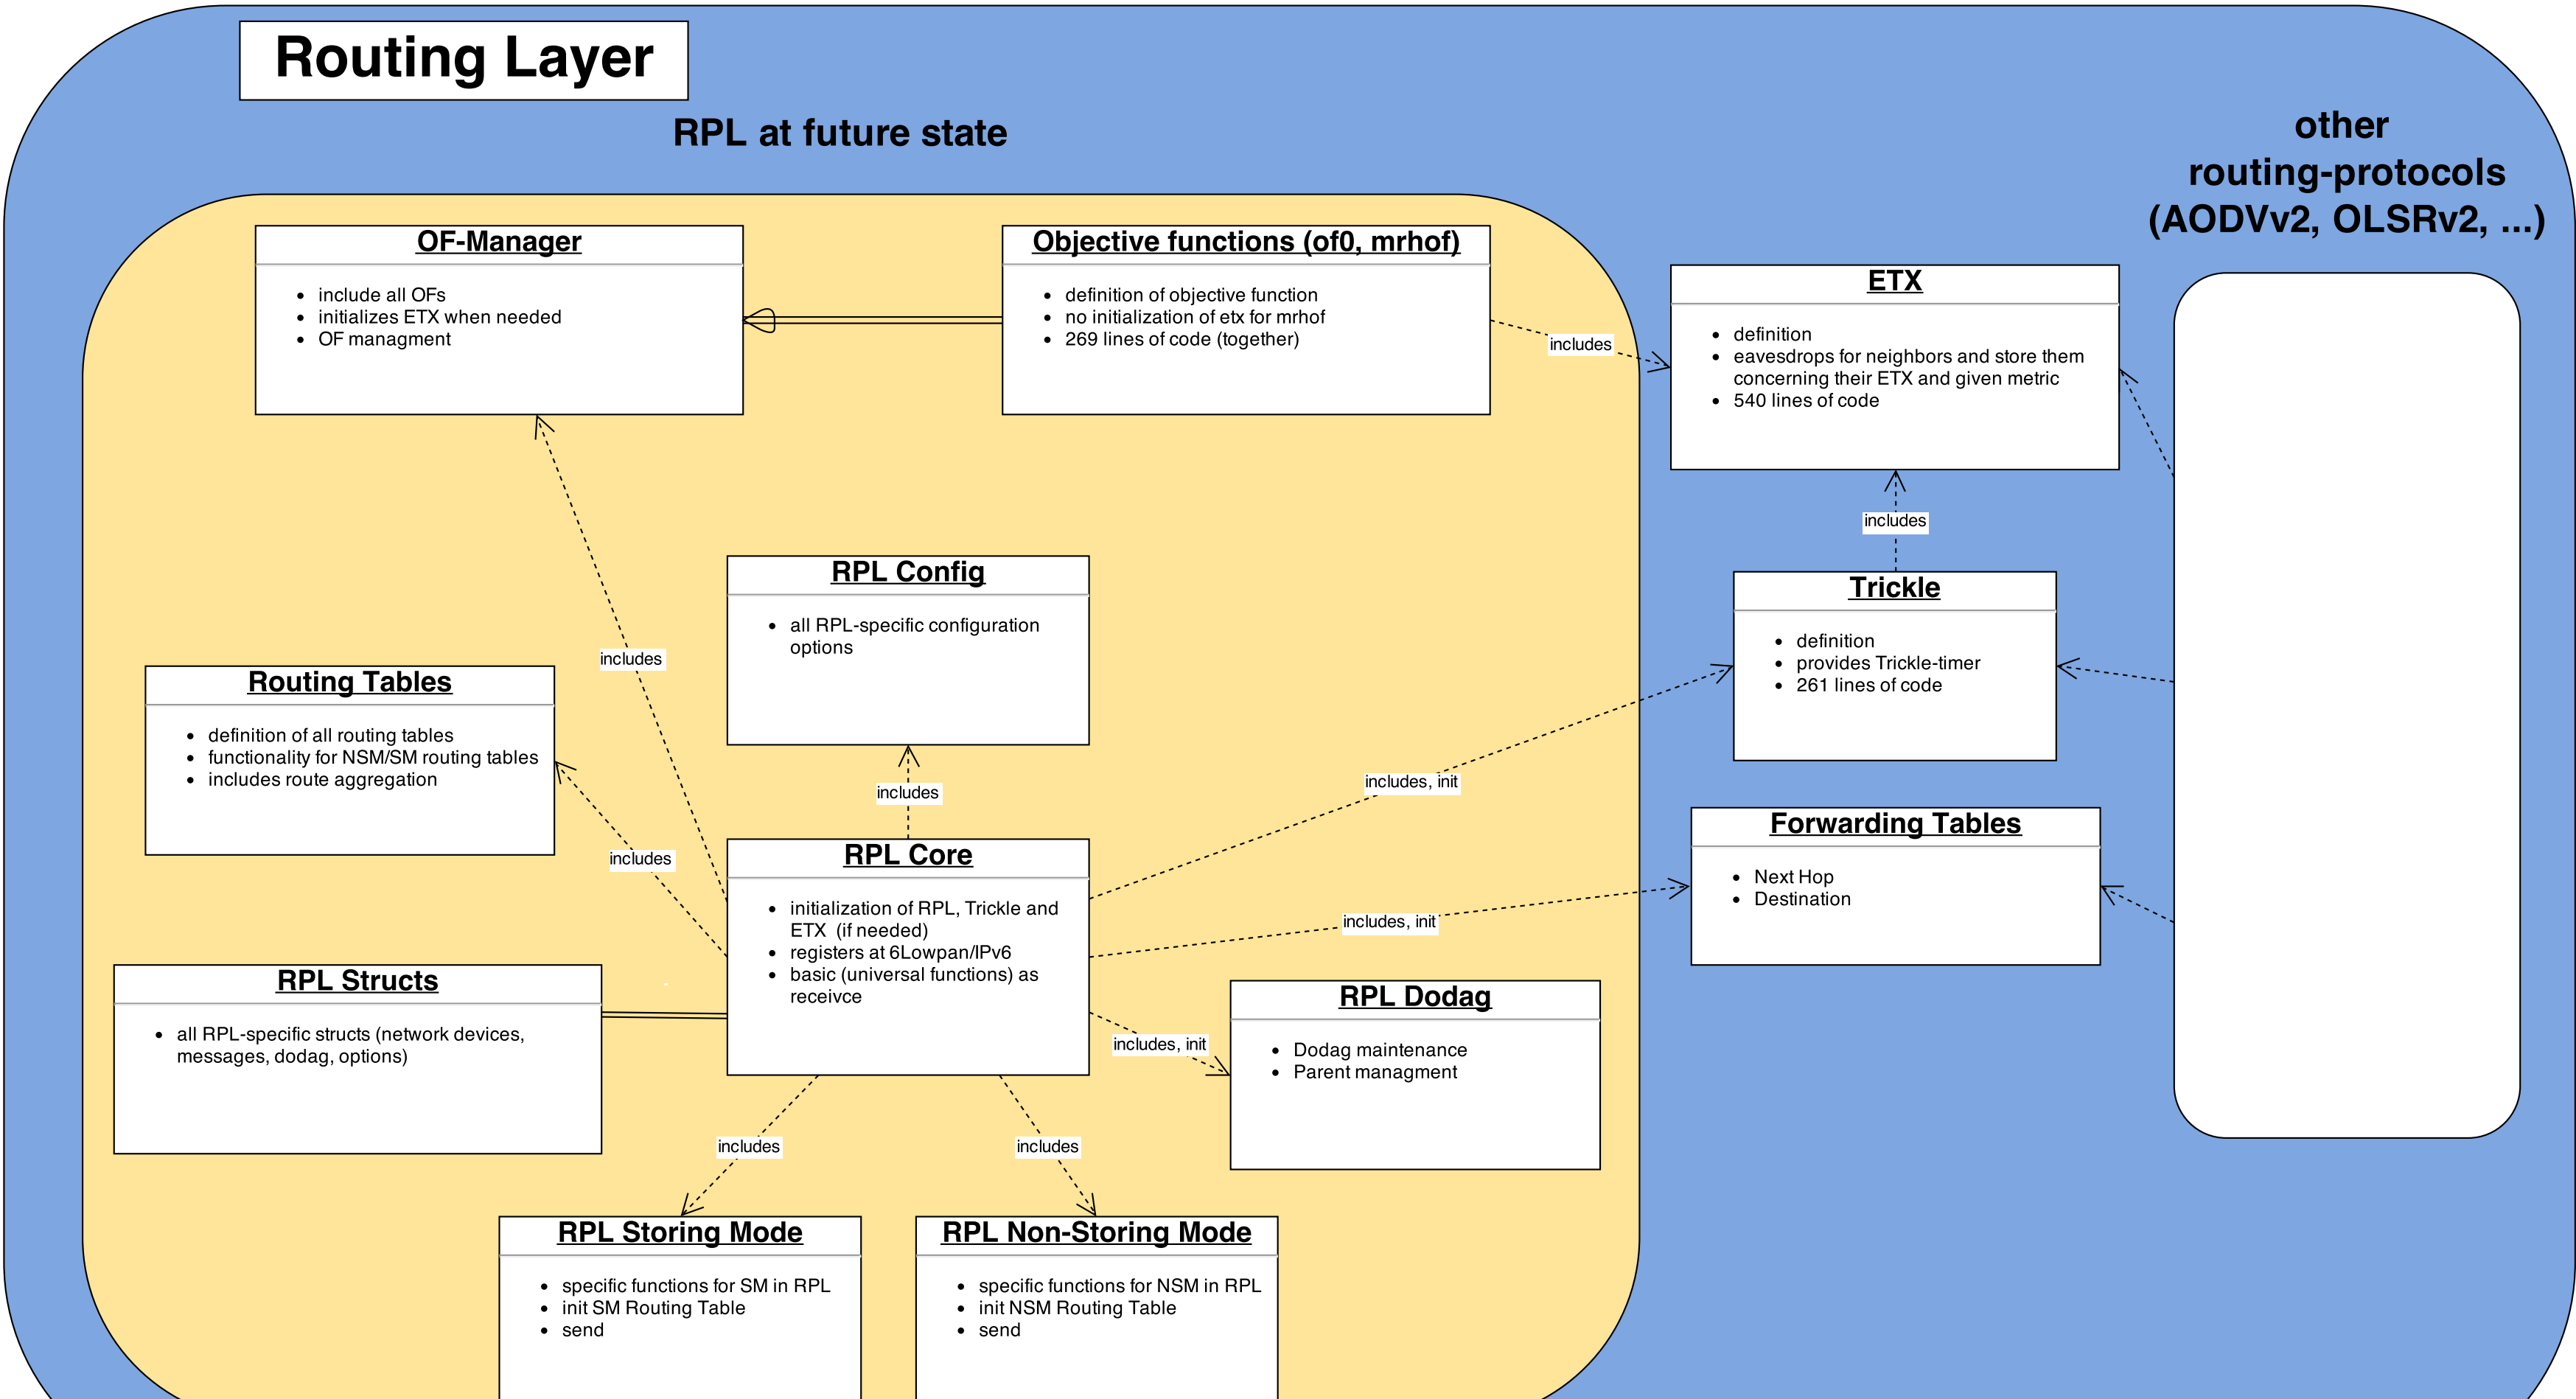 Routing Layer
RPL at future state
other
routing-protocols
(AODVv2, OLSRv2, ...)
OF-Manager
• include all OFs
• initializes ETX when needed
• OF managment
Objective functions (of0, mrhof)
• definition of objective function
• no initialization of etx for mrhof
• 269 lines of code (together)
includes
ETX
• definition
• eavesdrops for neighbors and store them
concerning their ETX and given metric
• 540 lines of code
includes
Trickle
• definition
• provides Trickle-timer
• 261 lines of code
RPL Config
• all RPL-specific configuration
options
includes
Routing Tables
• definition of all routing tables
• functionality for NSM/SM routing tables
• includes route aggregation
includes
includes
includes, init
Forwarding Tables
• Next Hop
• Destination
includes, init
RPL Core
• initialization of RPL, Trickle and
ETX (if needed)
• registers at 6Lowpan/IPv6
• basic (universal functions) as
receivce
RPL Structs
• all RPL-specific structs (network devices,
messages, dodag, options)
includes, init
RPL Dodag
• Dodag maintenance
• Parent managment
includes
includes
RPL Storing Mode
• specific functions for SM in RPL
• init SM Routing Table
• send
RPL Non-Storing Mode
• specific functions for NSM in RPL
• init NSM Routing Table
• send